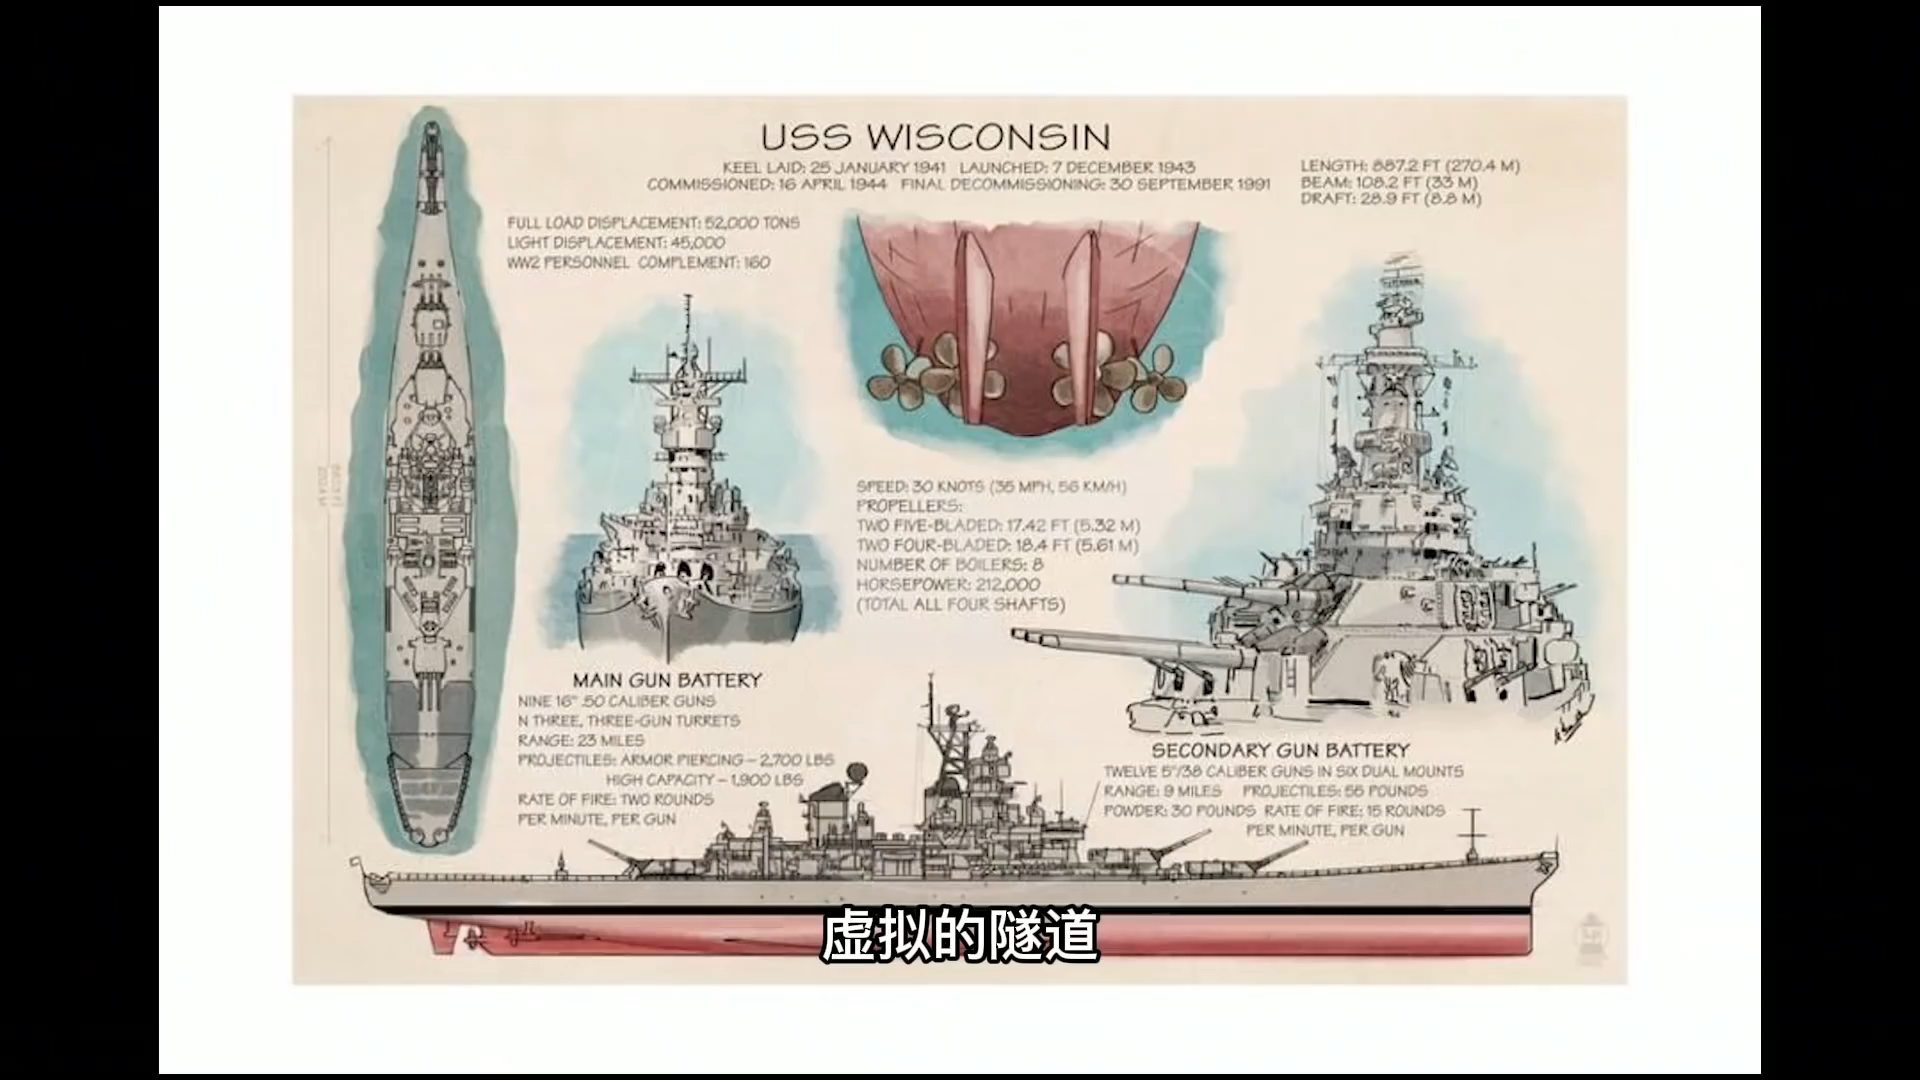 USS WISCONSIN
KEEL LAID: 25 JANUARY 1941 LAUNCHED: 7 DECEMBER 1943
COMMISSIONED: 16 APRIL 1944 FINAL DECOMMISSIONING: 30 SEPTEMBER 1991
LENGTH: 887.2 FT (270.4 M)
BEAM: 108.2 FT (33 M)
DRAFT: 28.9 FT (8.8 M)
FULL LOAD DISPLACEMENT: 52,000 TONS
LIGHT DISPLACEMENT: 45,000
WW2 PERSONNEL COMPLEMENT: 160
SPEED: 30 KNOTS (35 MPH, 56 KM/H)
PROPELLERS:
TWO FIVE-BLADED: 17.42 FT (5.32 M)
TWO FOUR-BLADED: 18.4 FT (5.61 M)
NUMBER OF BOILERS: 8
HORSEPOWER: 212,000
(TOTAL ALL FOUR SHAFTS)
MAIN GUN BATTERY
NINE 16" .50 CALIBER GUNS
N THREE, THREE-GUN TURRETS
RANGE: 23 MILES
PROJECTILES: ARMOR PIERCING – 2,700 LBS
HIGH CAPACITY – 1,900 LBS
RATE OF FIRE: TWO ROUNDS
PER MINUTE, PER GUN
SECONDARY GUN BATTERY
TWELVE 5"/38 CALIBER GUNS IN SIX DUAL MOUNTS
RANGE: 9 MILES PROJECTILES: 55 POUNDS
POWDER: 30 POUNDS RATE OF FIRE: 15 ROUNDS
PER MINUTE, PER GUN
虚拟的隧道